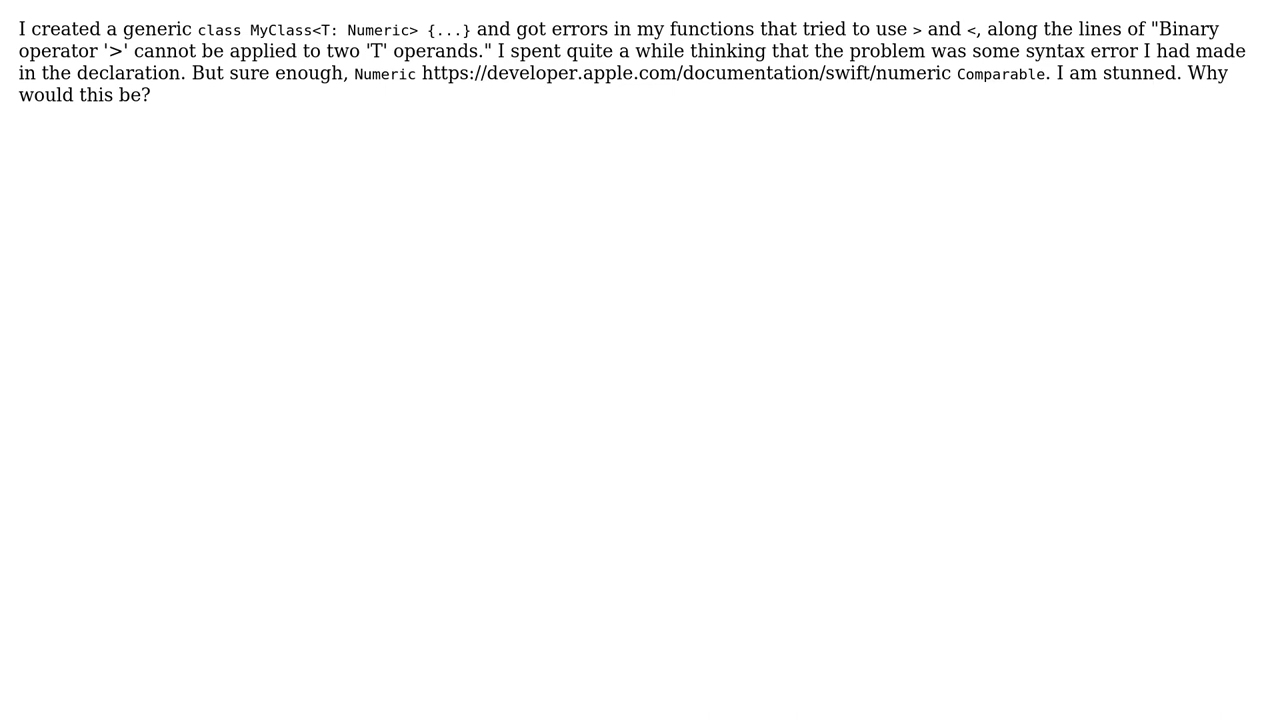 I created a generic class MyClass<T: Numeric> {...} and got errors in my functions that tried to use > and <, along the lines of "Binary
operator '>' cannot be applied to two 'T' operands." I spent quite a while thinking that the problem was some syntax error I had made
in the declaration. But sure enough, Numeric https://developer.apple.com/documentation/swift/numeric Comparable. I am stunned. Why
would this be?